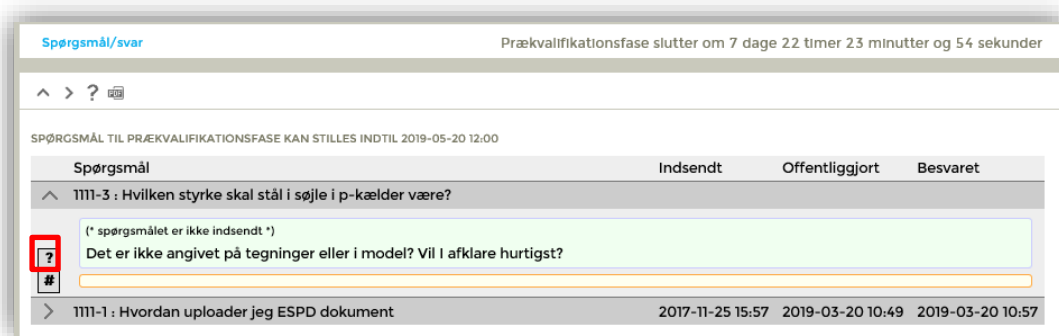 Spørgsmål/svar Prækvalifikationsfase slutter om 7 dage 22 timer 23 minutter og 54 sekunder
?
SPØRGSMÅL TIL PRÆKVALIFIKATIONSFASE KAN STILLES INDTIL 2019-05-20 12:00
Spørgsmål Indsendt Offentliggjort Besvaret
1111-3 : Hvilken styrke skal stål i søjle i p-kælder være?
(* spørgsmålet er ikke indsendt *)
? Det er ikke angivet på tegninger eller i model? Vil I afklare hurtigst?
#
1111-1 : Hvordan uploader jeg ESPD dokument 2017-11-25 15:57 2019-03-20 10:49 2019-03-20 10:57